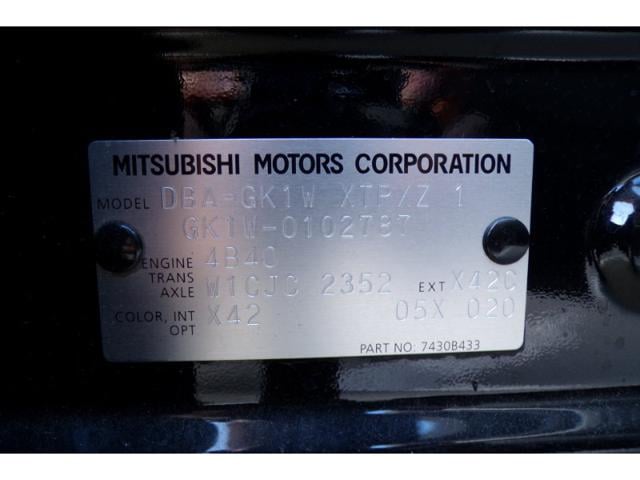 MITSUBISHI MOTORS CORPORATION
MODEL DBA-GK1W XTPXZ 1
GK1W-0102787
ENGINE 4B40
TRANS AXLE W1CJC 2352 EXT X42C
COLOR, INT OPT X42 05X 020
PART NO: 7430B433